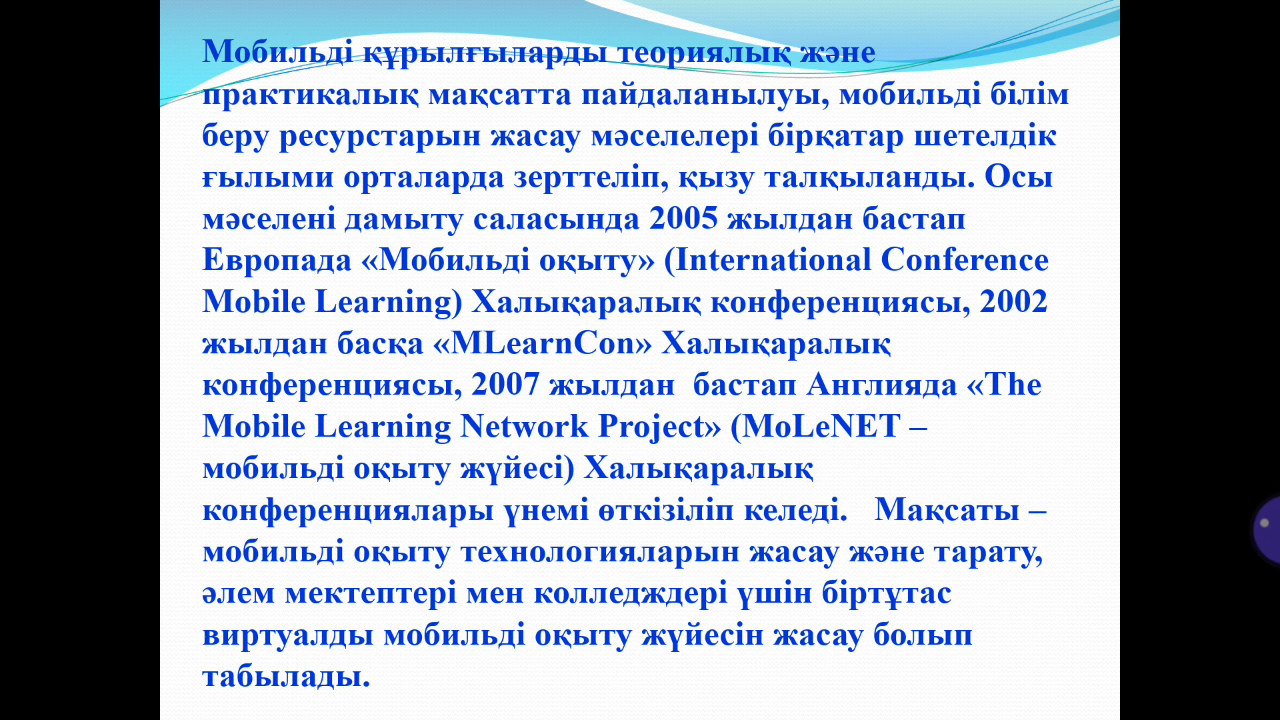 Мобильді құрылғыларды теориялық және
практикалық мақсатта пайдаланылуы, мобильді білім
беру ресурстарын жасау мәселелері бірқатар шетелдік
ғылыми орталарда зерттеліп, қызу талқыланды. Осы
мәселені дамыту саласында 2005 жылдан бастап
Европада «Мобильді оқыту» (International Conference
Mobile Learning) Халықаралық конференциясы, 2002
жылдан басқа «MLearnCon» Халықаралық
конференциясы, 2007 жылдан  бастап Англияда «The
Mobile Learning Network Project» (MoLeNET –
мобильді оқыту жүйесі) Халықаралық
конференциялары үнемі өткізіліп келеді.   Мақсаты –
мобильді оқыту технологияларын жасау және тарату,
әлем мектептері мен колледждері үшін біртұтас
виртуалды мобильді оқыту жүйесін жасау болып
табылады.